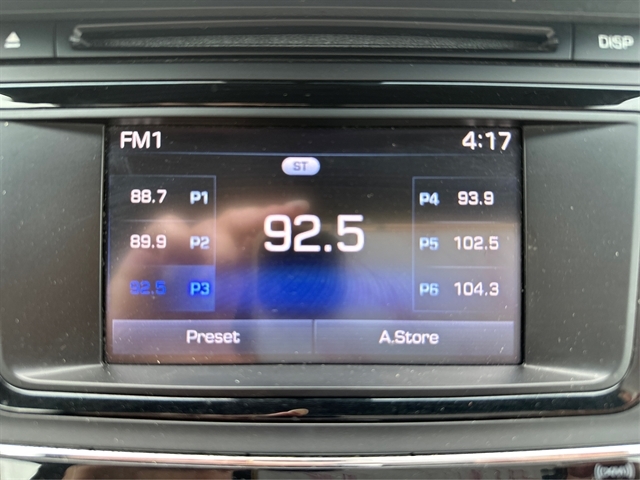 DISP
FM1 4:17
ST
88.7 P1
89.9 P2
92.5 P3
92.5
P4 93.9
P5 102.5
P6 104.3
Preset A.Store